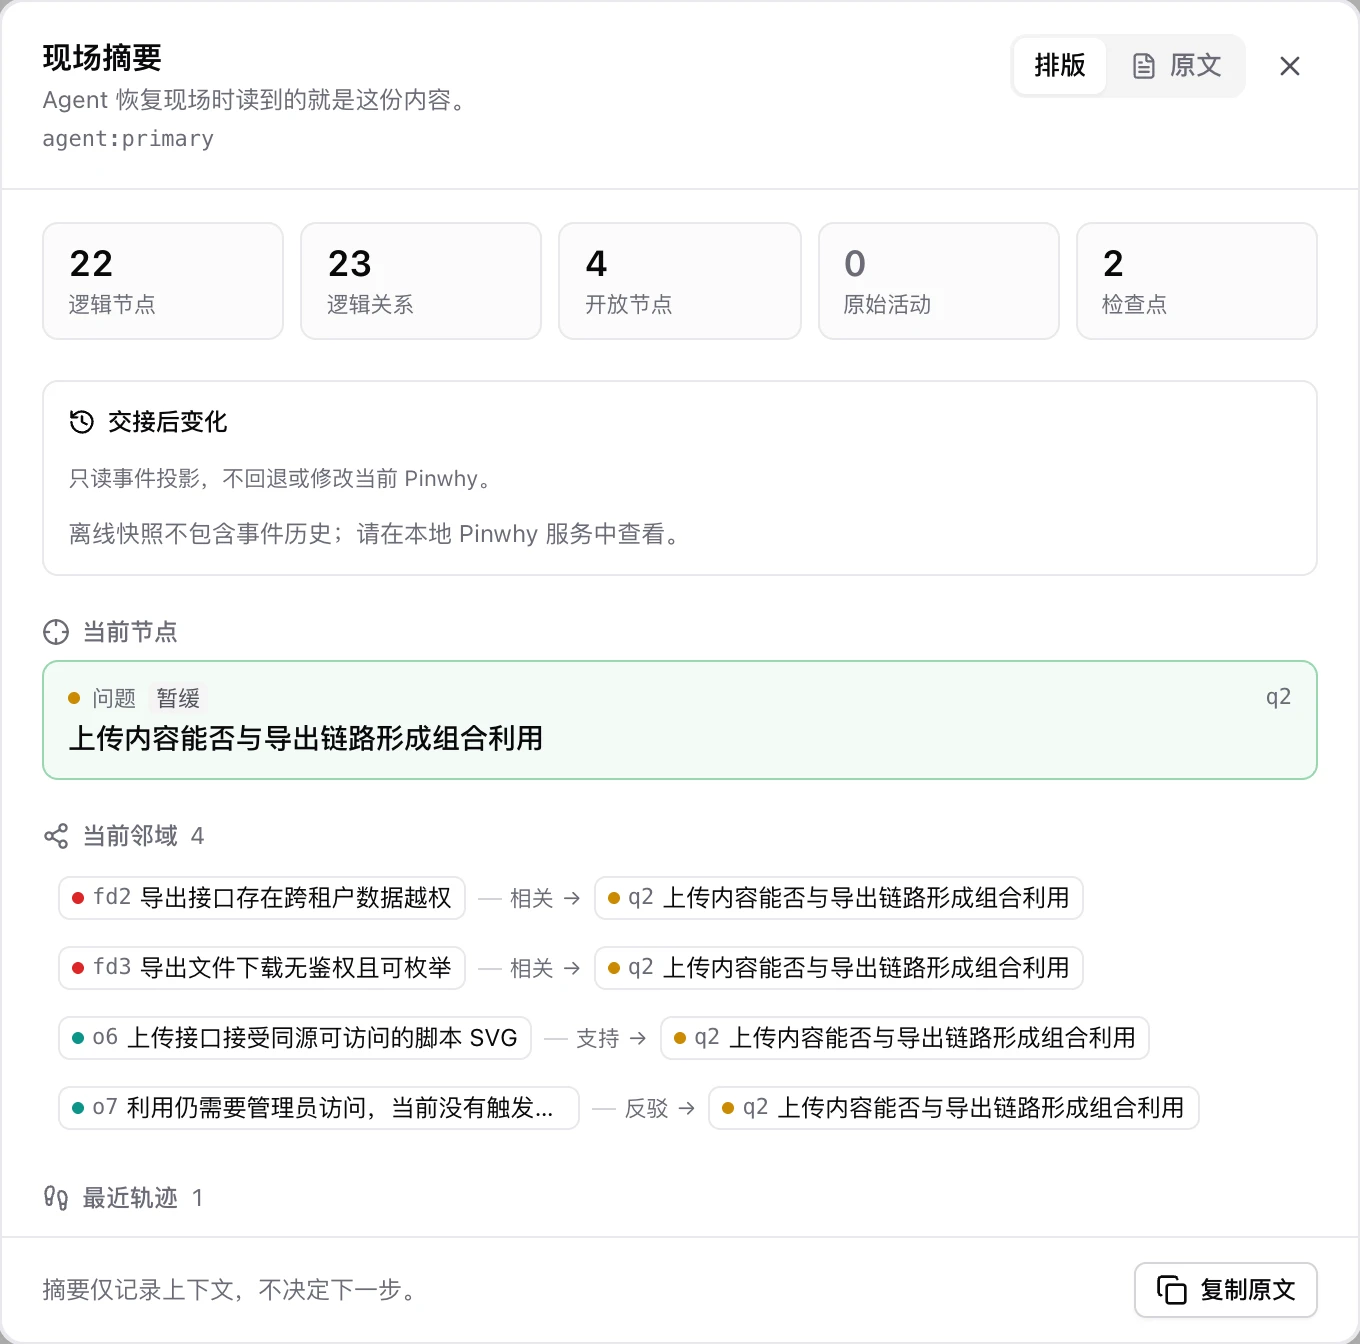 现场摘要
Agent 恢复现场时读到的就是这份内容。
agent:primary
排版
原文
22
逻辑节点
23
逻辑关系
4
开放节点
0
原始活动
2
检查点
交接后变化
只读事件投影，不回退或修改当前 Pinwhy。
离线快照不包含事件历史；请在本地 Pinwhy 服务中查看。
当前节点
问题 暂缓 q2
上传内容能否与导出链路形成组合利用
当前邻域 4
fd2 导出接口存在跨租户数据越权 — 相关 → q2 上传内容能否与导出链路形成组合利用
fd3 导出文件下载无鉴权且可枚举 — 相关 → q2 上传内容能否与导出链路形成组合利用
o6 上传接口接受同源可访问的脚本 SVG — 支持 → q2 上传内容能否与导出链路形成组合利用
o7 利用仍需要管理员访问，当前没有触发... — 反驳 → q2 上传内容能否与导出链路形成组合利用
最近轨迹 1
摘要仅记录上下文，不决定下一步。
复制原文